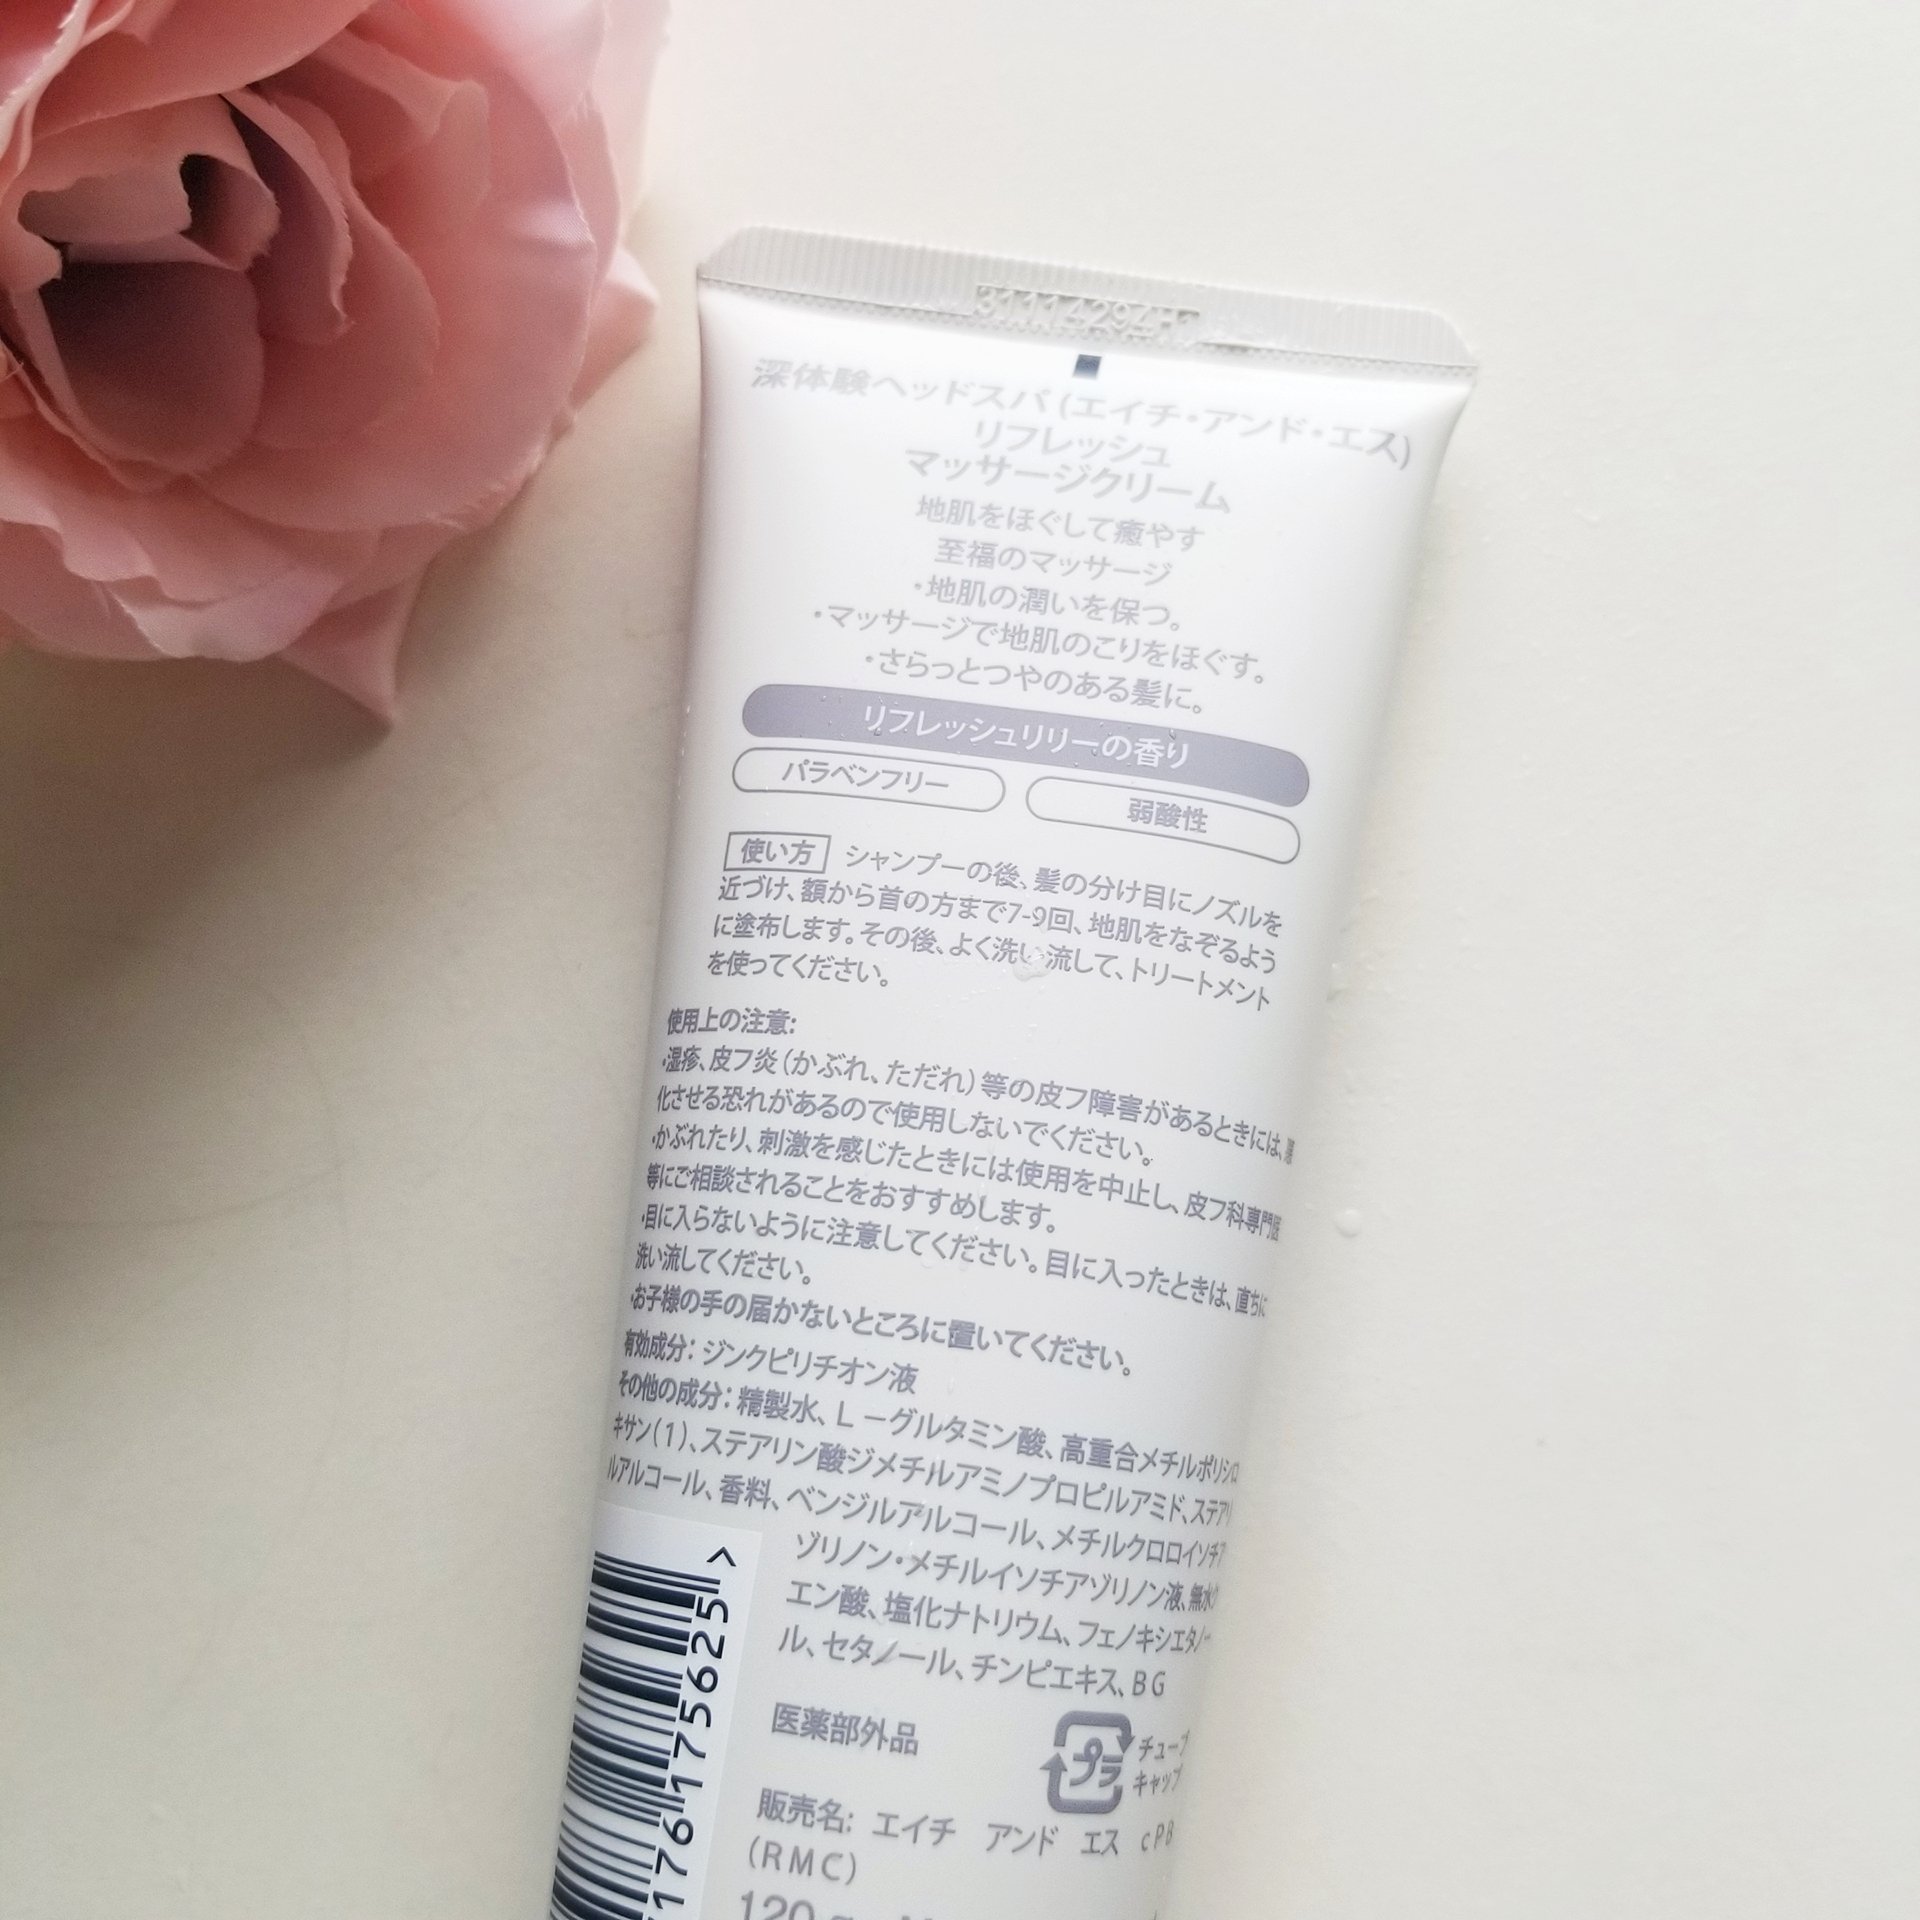 3111429ZH
深体験ヘッドスパ (エイチ・アンド・エス)
リフレッシュ
マッサージクリーム
地肌をほぐして癒やす
至福のマッサージ
・地肌の潤いを保つ。
・マッサージで地肌のこりをほぐす。
・さらっとつやのある髪に。
リフレッシュリリーの香り
パラベンフリー
弱酸性
使い方 シャンプーの後、髪の分け目にノズルを
近づけ、額から首の方まで7-9回、地肌をなぞるよう
に塗布します。その後、よく洗い流して、トリートメント
を使ってください。
使用上の注意:
・湿疹、皮フ炎(かぶれ、ただれ)等の皮フ障害があるときには、悪
化させる恐れがあるので使用しないでください。
・かぶれたり、刺激を感じたときには使用を中止し、皮フ科専門医
等にご相談されることをおすすめします。
・目に入らないように注意してください。目に入ったときは、直ちに
洗い流してください。
・お子様の手の届かないところに置いてください。
有効成分: ジンクピリチオン液
その他の成分: 精製水、L-グルタミン酸、高重合メチルポリシロ
キサン(1)、ステアリン酸ジメチルアミノプロピルアミド、ステアリ
ルアルコール、香料、ベンジルアルコール、メチルクロロイソチア
ゾリノン・メチルイソチアゾリノン液、無水ク
エン酸、塩化ナトリウム、フェノキシエタノー
ル、セタノール、チンピエキス、BG
医薬部外品
プラ
チューブ
キャップ
販売名: エイチ アンド エス cPB
(RMC)
120 g
176175625>